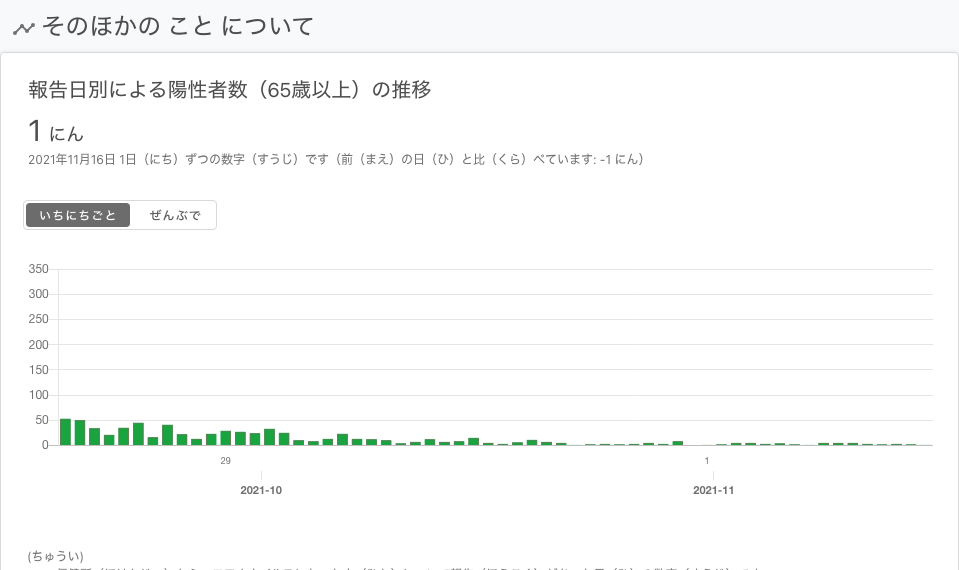 そのほかの こと について
報告日別による陽性者数（65歳以上）の推移
1 にん
2021年11月16日 1日（にち）ずつの数字（すうじ）です（前（まえ）の日（ひ）と比（くら）べています: -1 にん）
いちにちごと ぜんぶで
350
300
250
200
150
100
50
0
29 1
2021-10 2021-11
(ちゅうい)